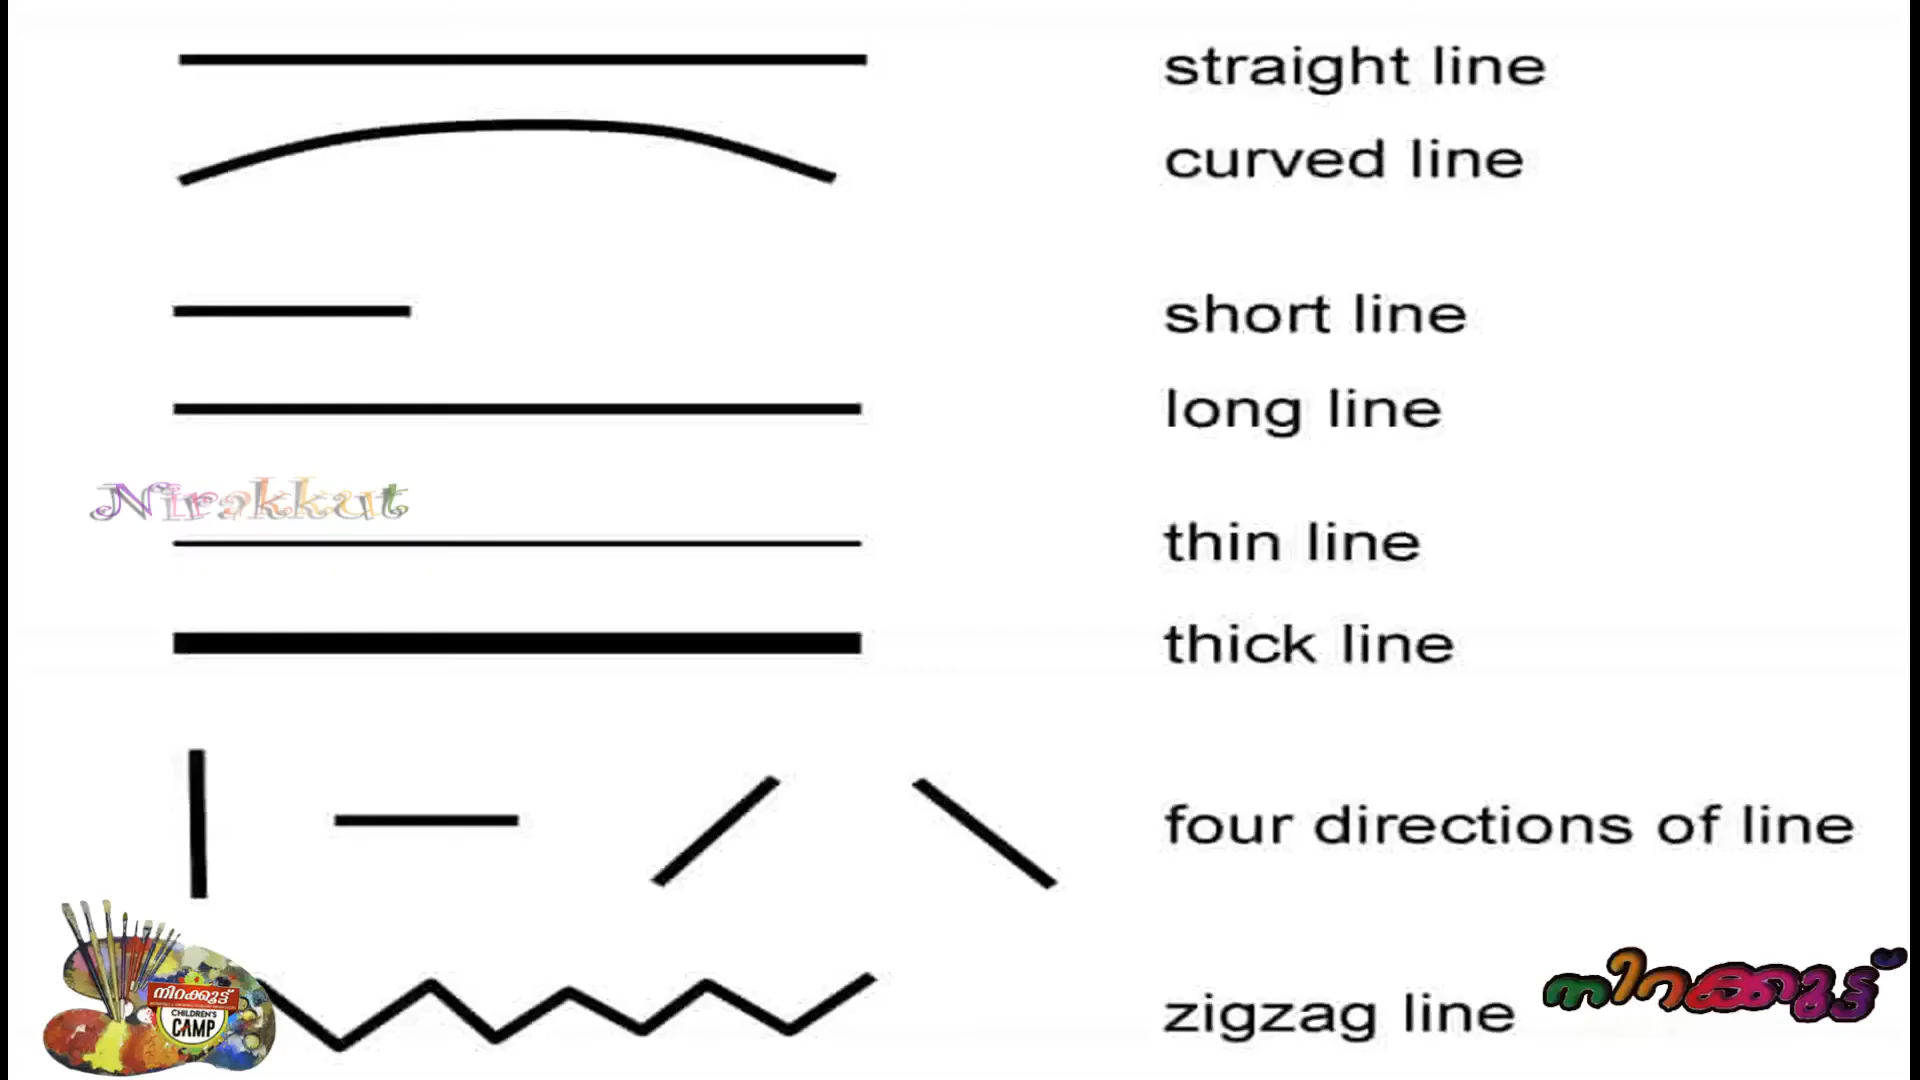 straight line
curved line
short line
long line
Nirakkut
thin line
thick line
four directions of line
നിറക്കൂട്ട്
CHILDREN'S
CAMP
zigzag line
നിറക്കൂട്ട്